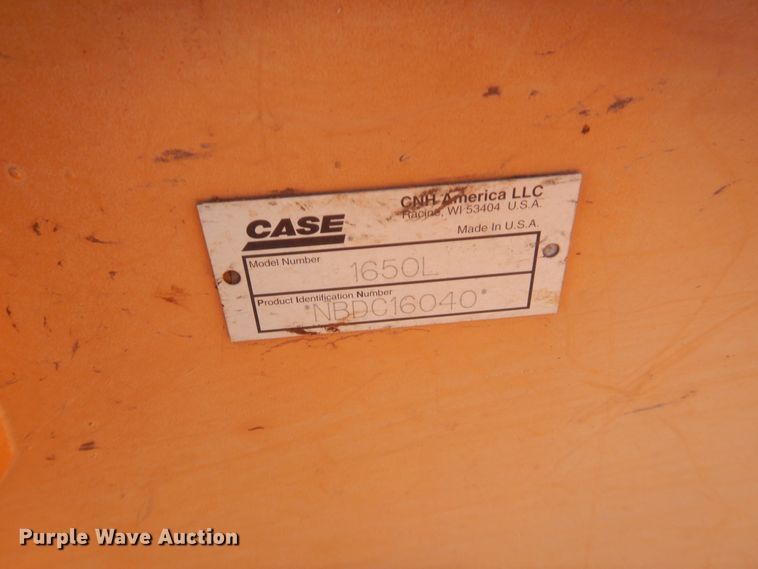 CASE
CNH America LLC
Racine, WI 53404 U.S.A.
Made In U.S.A.
Model Number
1650L
Product Identification Number
*NBDC16040*
Purple Wave Auction